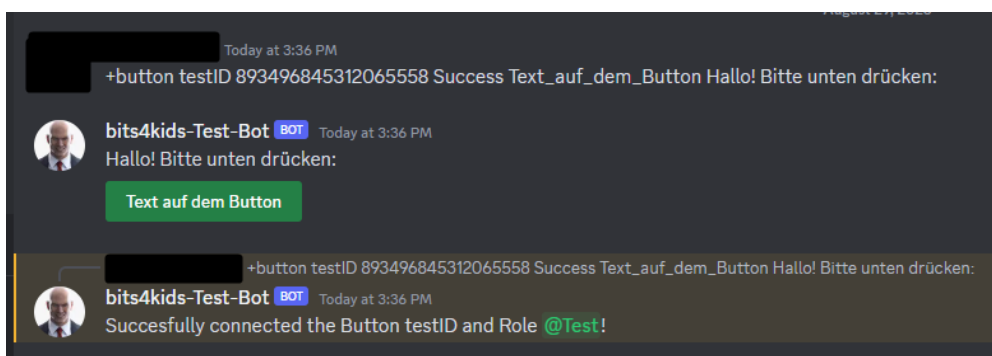 Today at 3:36 PM
+button testID 893496845312065558 Success Text_auf_dem_Button Hallo! Bitte unten drücken:
bits4kids-Test-Bot BOT Today at 3:36 PM
Hallo! Bitte unten drücken:
Text auf dem Button
+button testID 893496845312065558 Success Text_auf_dem_Button Hallo! Bitte unten drücken:
bits4kids-Test-Bot BOT Today at 3:36 PM
Succesfully connected the Button testID and Role @Test!